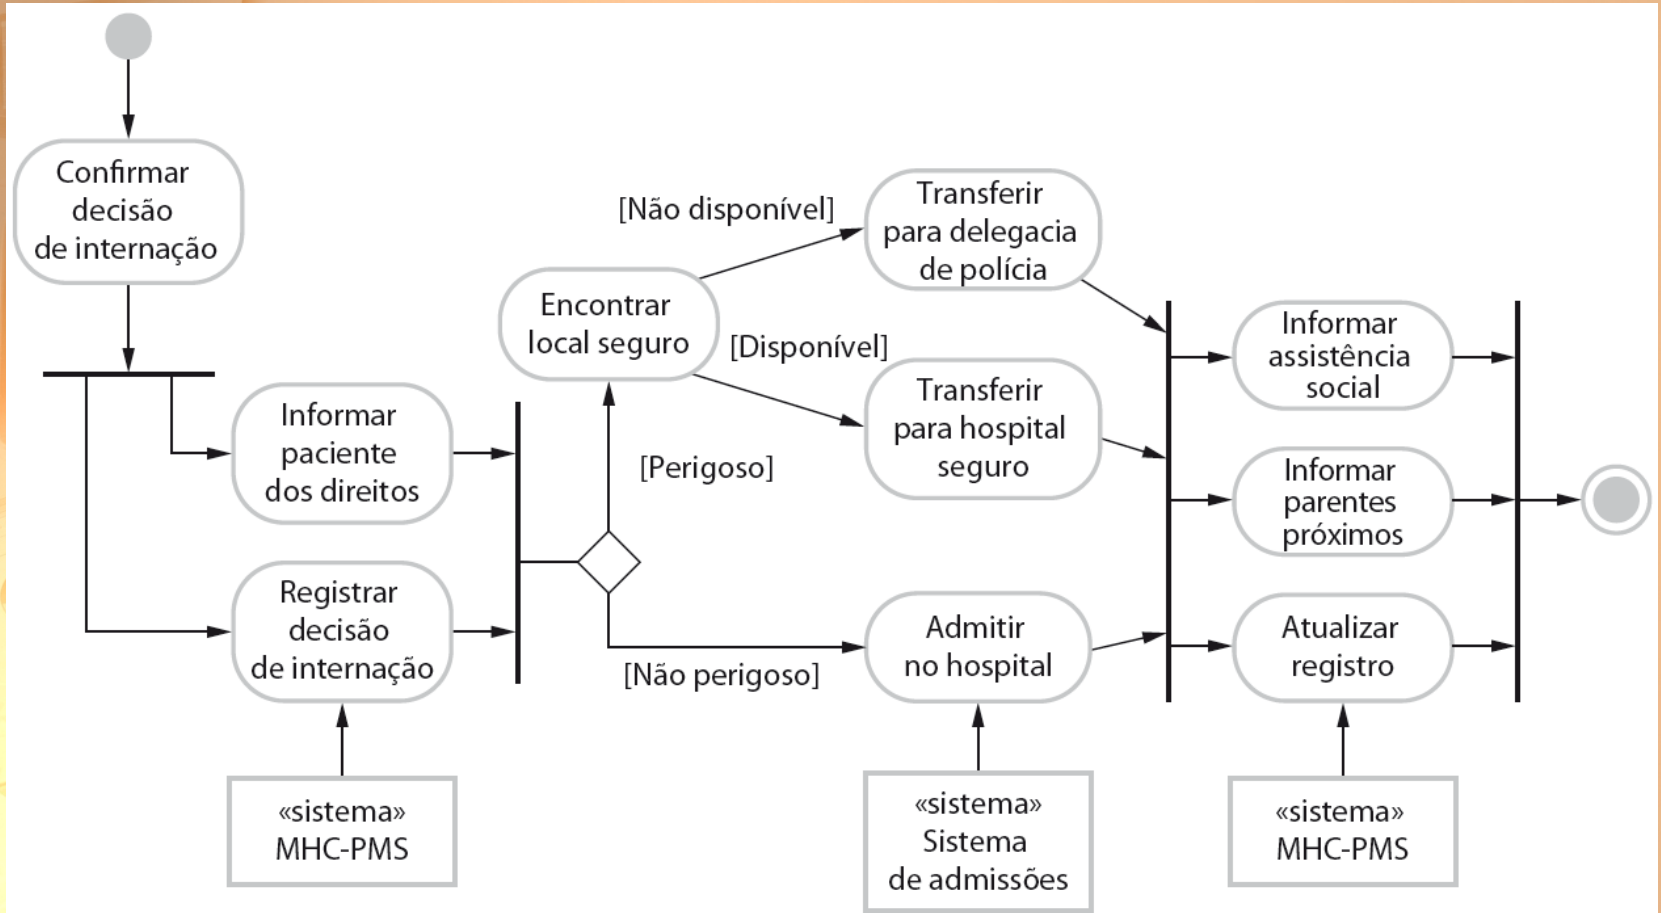 Confirmar
decisão
de internação
Informar
paciente
dos direitos
Registrar
decisão
de internação
«sistema»
MHC-PMS
Encontrar
local seguro
[Perigoso]
[Não perigoso]
[Não disponível]
[Disponível]
Transferir
para delegacia
de polícia
Transferir
para hospital
seguro
Admitir
no hospital
«sistema»
Sistema
de admissões
Informar
assistência
social
Informar
parentes
próximos
Atualizar
registro
«sistema»
MHC-PMS